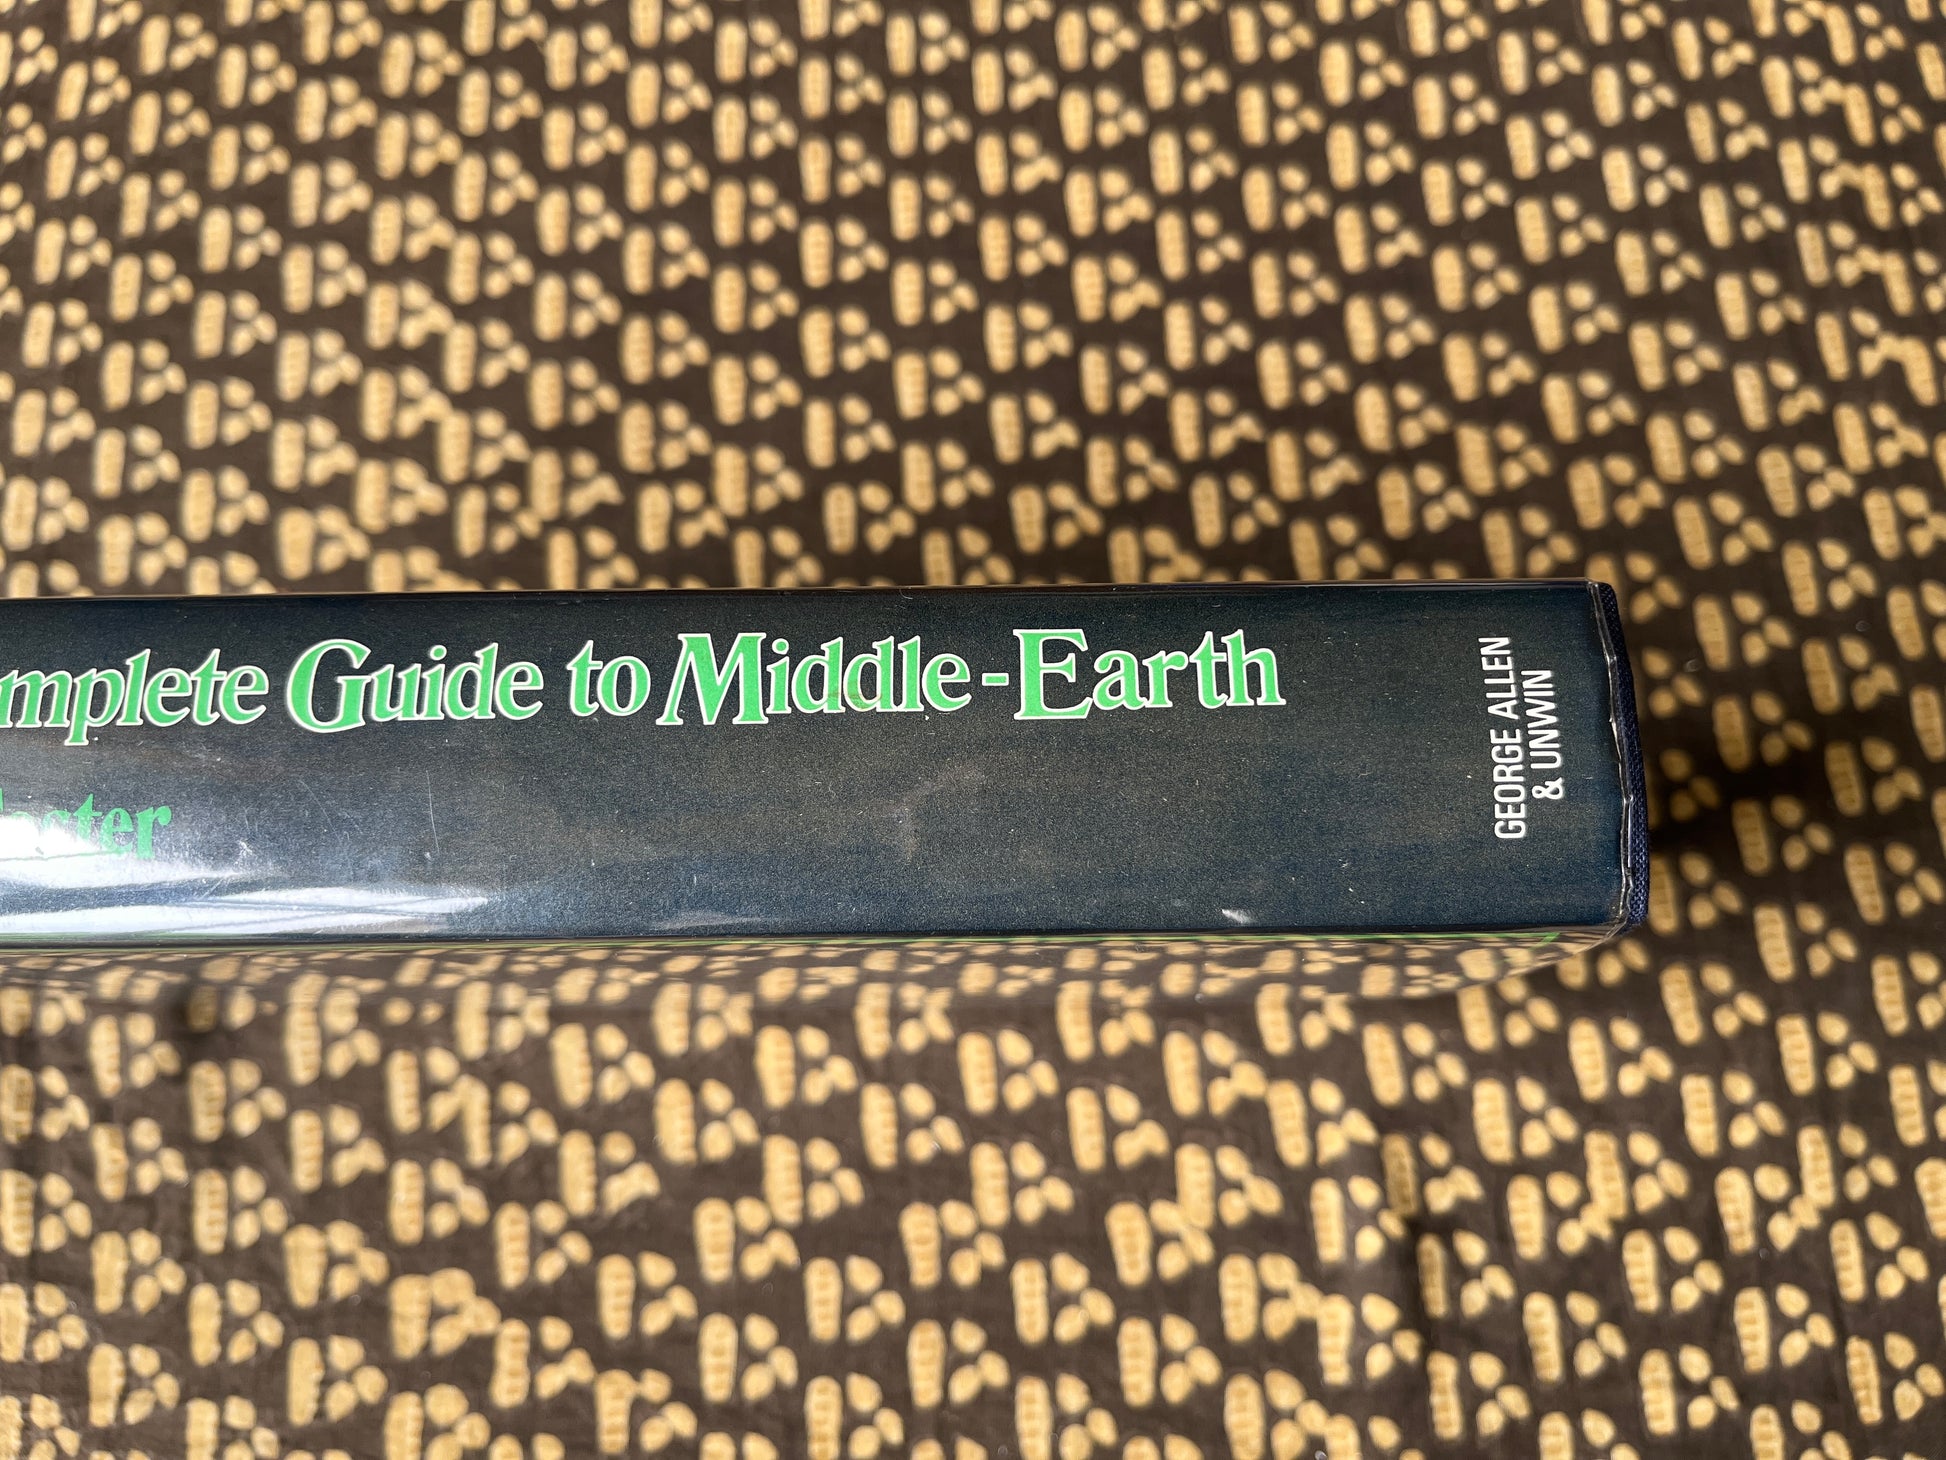 mplete Guide to Middle-Earth
GEORGE ALLEN
& UNWIN